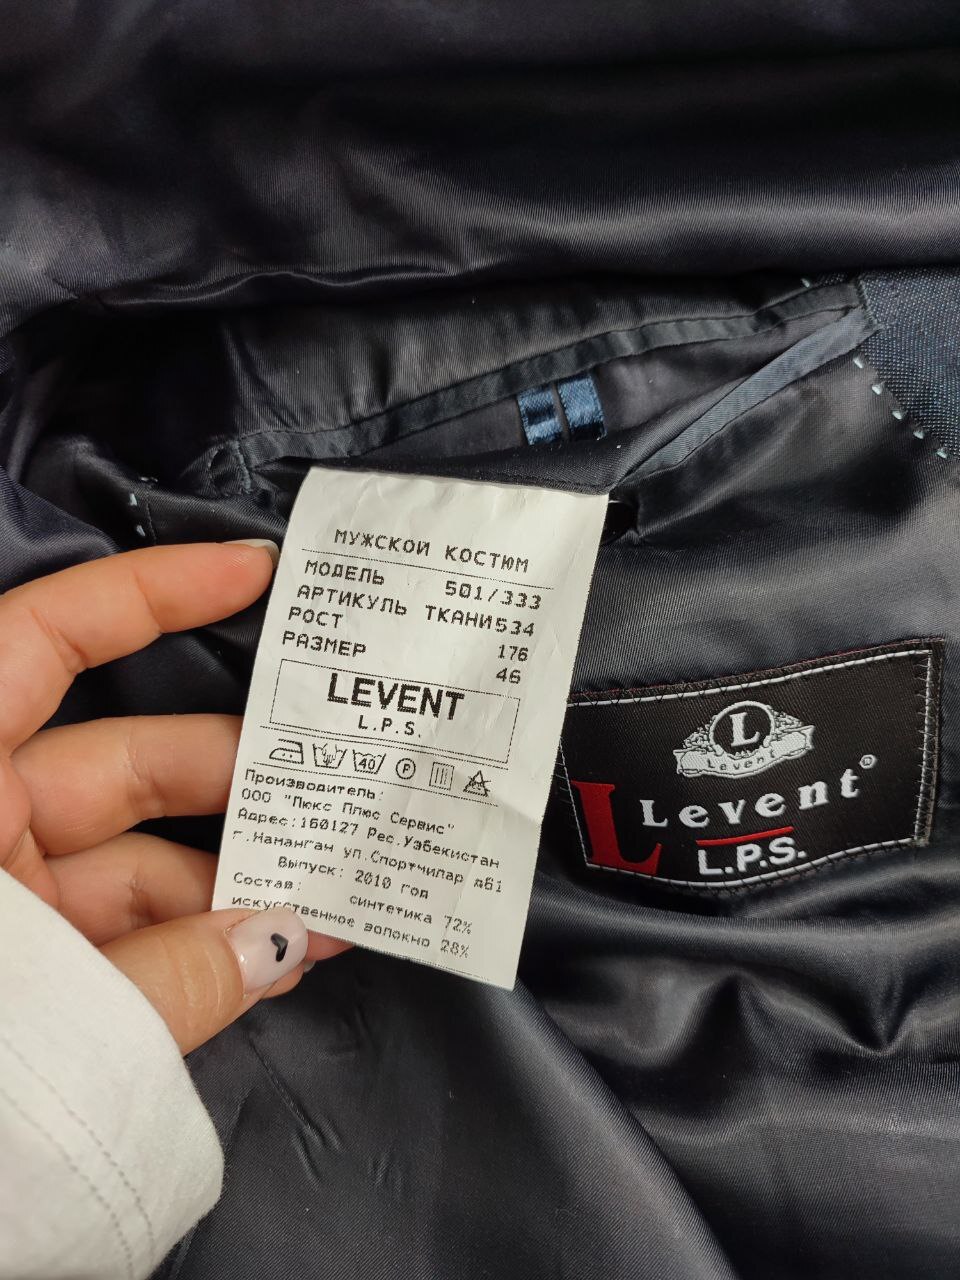 МУЖСКОЙ КОСТЮМ
МОДЕЛЬ 501/333
АРТИКУЛЬ ТКАНИ534
РОСТ 176
РАЗМЕР 46
LEVENT
L.P.S.
40 P
Производитель:
ООО "Люкс Плюс Сервис"
Адрес:160127 Рес.Узбекистан
г.Наманган ул.Спортчилар д61
Выпуск: 2010 год
Состав: синтетика 72%
искусственное волокно 28%
L
Levent
L Levent®
L.P.S.